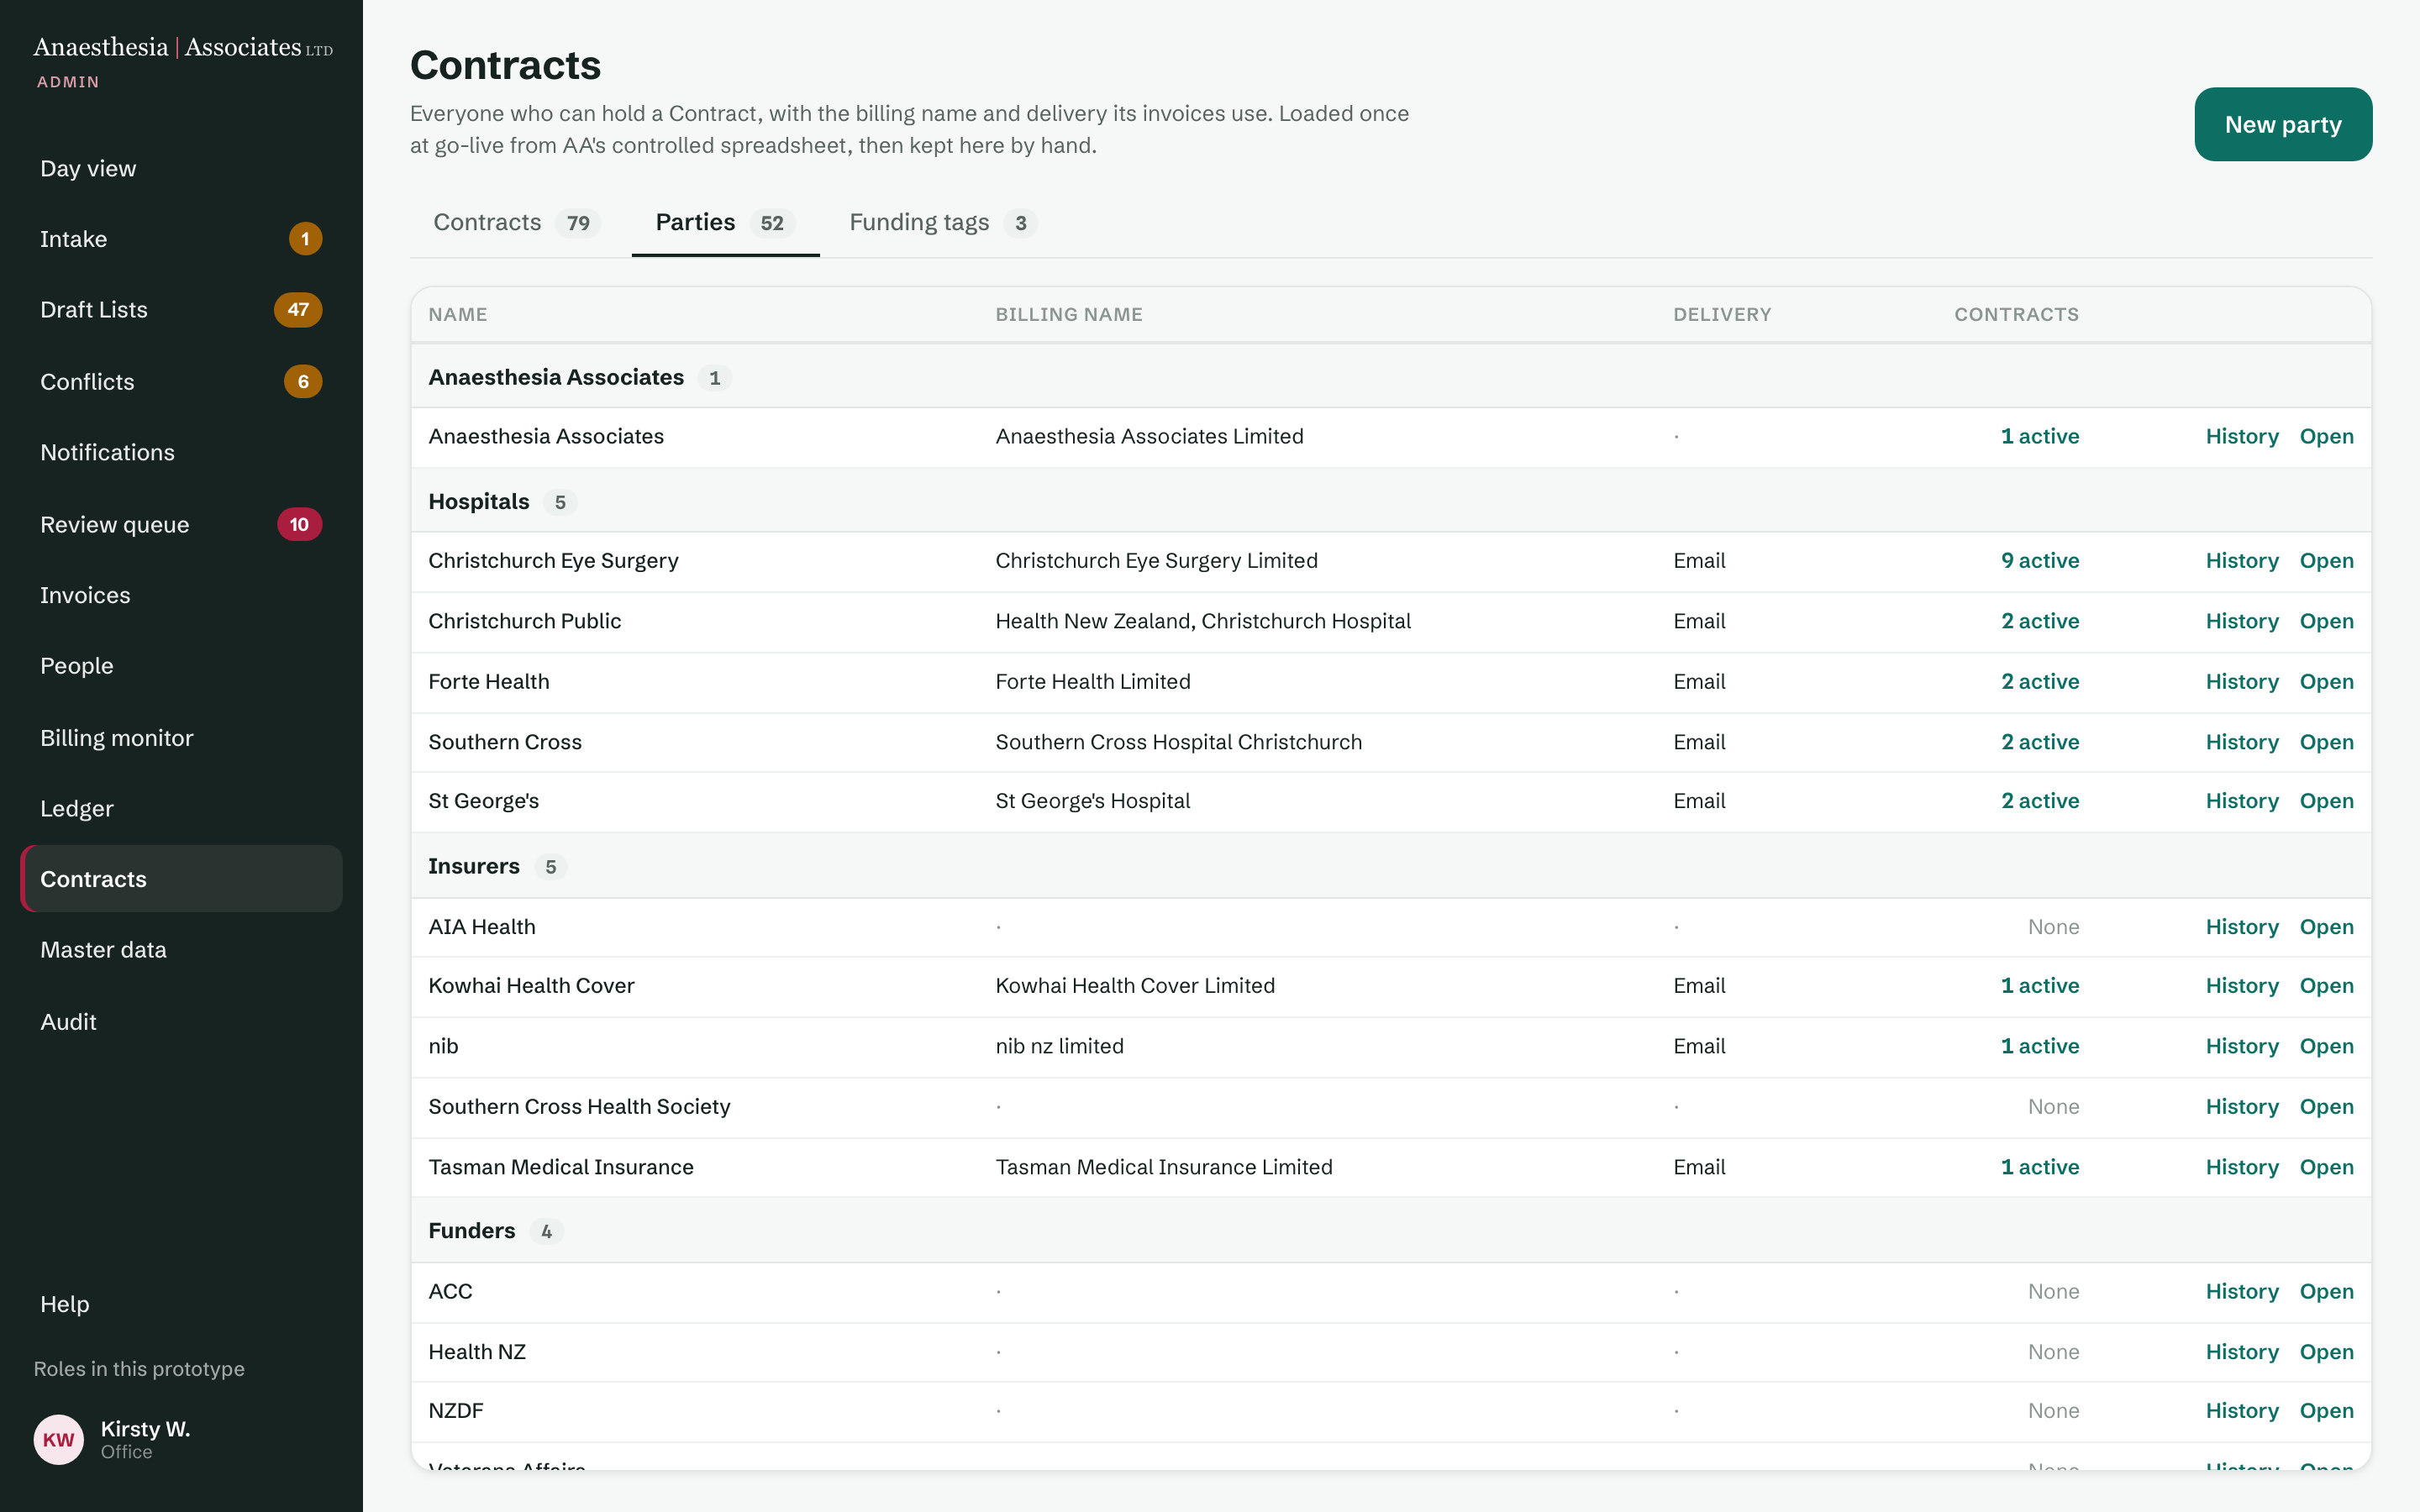 Anaesthesia | Associates LTD
ADMIN
Day view
Intake 1
Draft Lists 47
Conflicts 6
Notifications
Review queue 10
Invoices
People
Billing monitor
Ledger
Contracts
Master data
Audit
Help
Roles in this prototype
KW Kirsty W.
Office
Contracts
Everyone who can hold a Contract, with the billing name and delivery its invoices use. Loaded once
at go-live from AA's controlled spreadsheet, then kept here by hand.
New party
Contracts 79 Parties 52 Funding tags 3
NAME BILLING NAME DELIVERY CONTRACTS
Anaesthesia Associates 1
Anaesthesia Associates Anaesthesia Associates Limited · 1 active History Open
Hospitals 5
Christchurch Eye Surgery Christchurch Eye Surgery Limited Email 9 active History Open
Christchurch Public Health New Zealand, Christchurch Hospital Email 2 active History Open
Forte Health Forte Health Limited Email 2 active History Open
Southern Cross Southern Cross Hospital Christchurch Email 2 active History Open
St George's St George's Hospital Email 2 active History Open
Insurers 5
AIA Health · · None History Open
Kowhai Health Cover Kowhai Health Cover Limited Email 1 active History Open
nib nib nz limited Email 1 active History Open
Southern Cross Health Society · · None History Open
Tasman Medical Insurance Tasman Medical Insurance Limited Email 1 active History Open
Funders 4
ACC · · None History Open
Health NZ · · None History Open
NZDF · · None History Open
Veterans Affairs None History Open